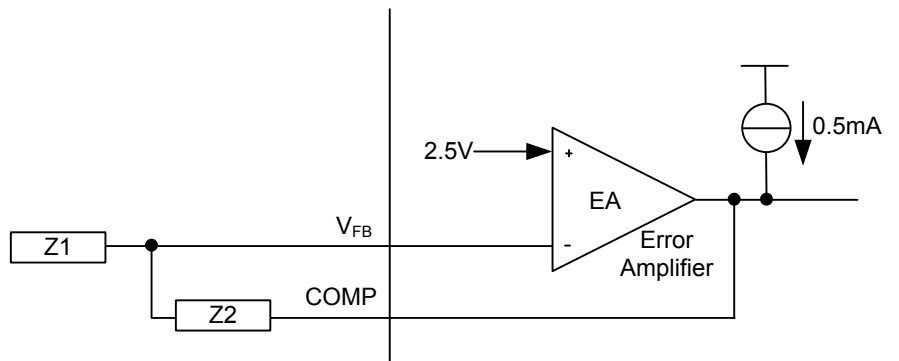 0.5mA
2.5V
+
EA
Error
Amplifier
VFB
-
Z1
COMP
Z2